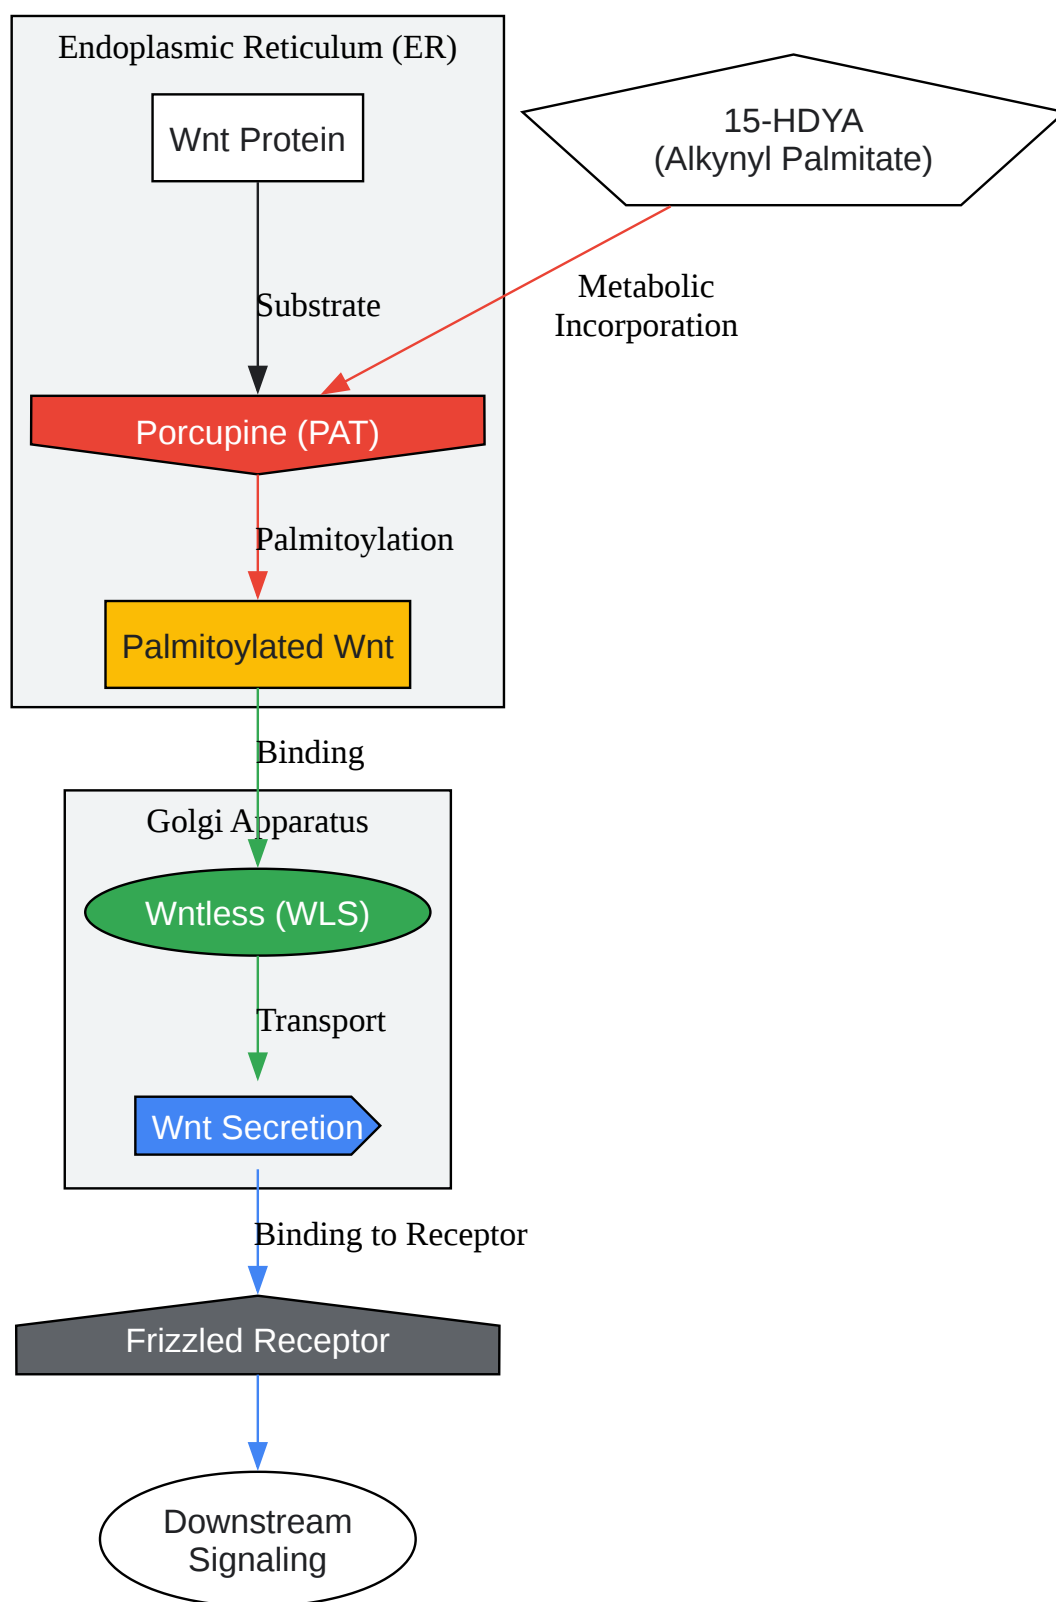 Endoplasmic Reticulum (ER)
Wnt Protein
15-HDYA
(Alkynyl Palmitate)
Substrate
Metabolic
Incorporation
Porcupine (PAT)
Palmitoylation
Palmitoylated Wnt
Binding
Golgi Apparatus
Wntless (WLS)
Transport
Wnt Secretion
Binding to Receptor
Frizzled Receptor
Downstream
Signaling